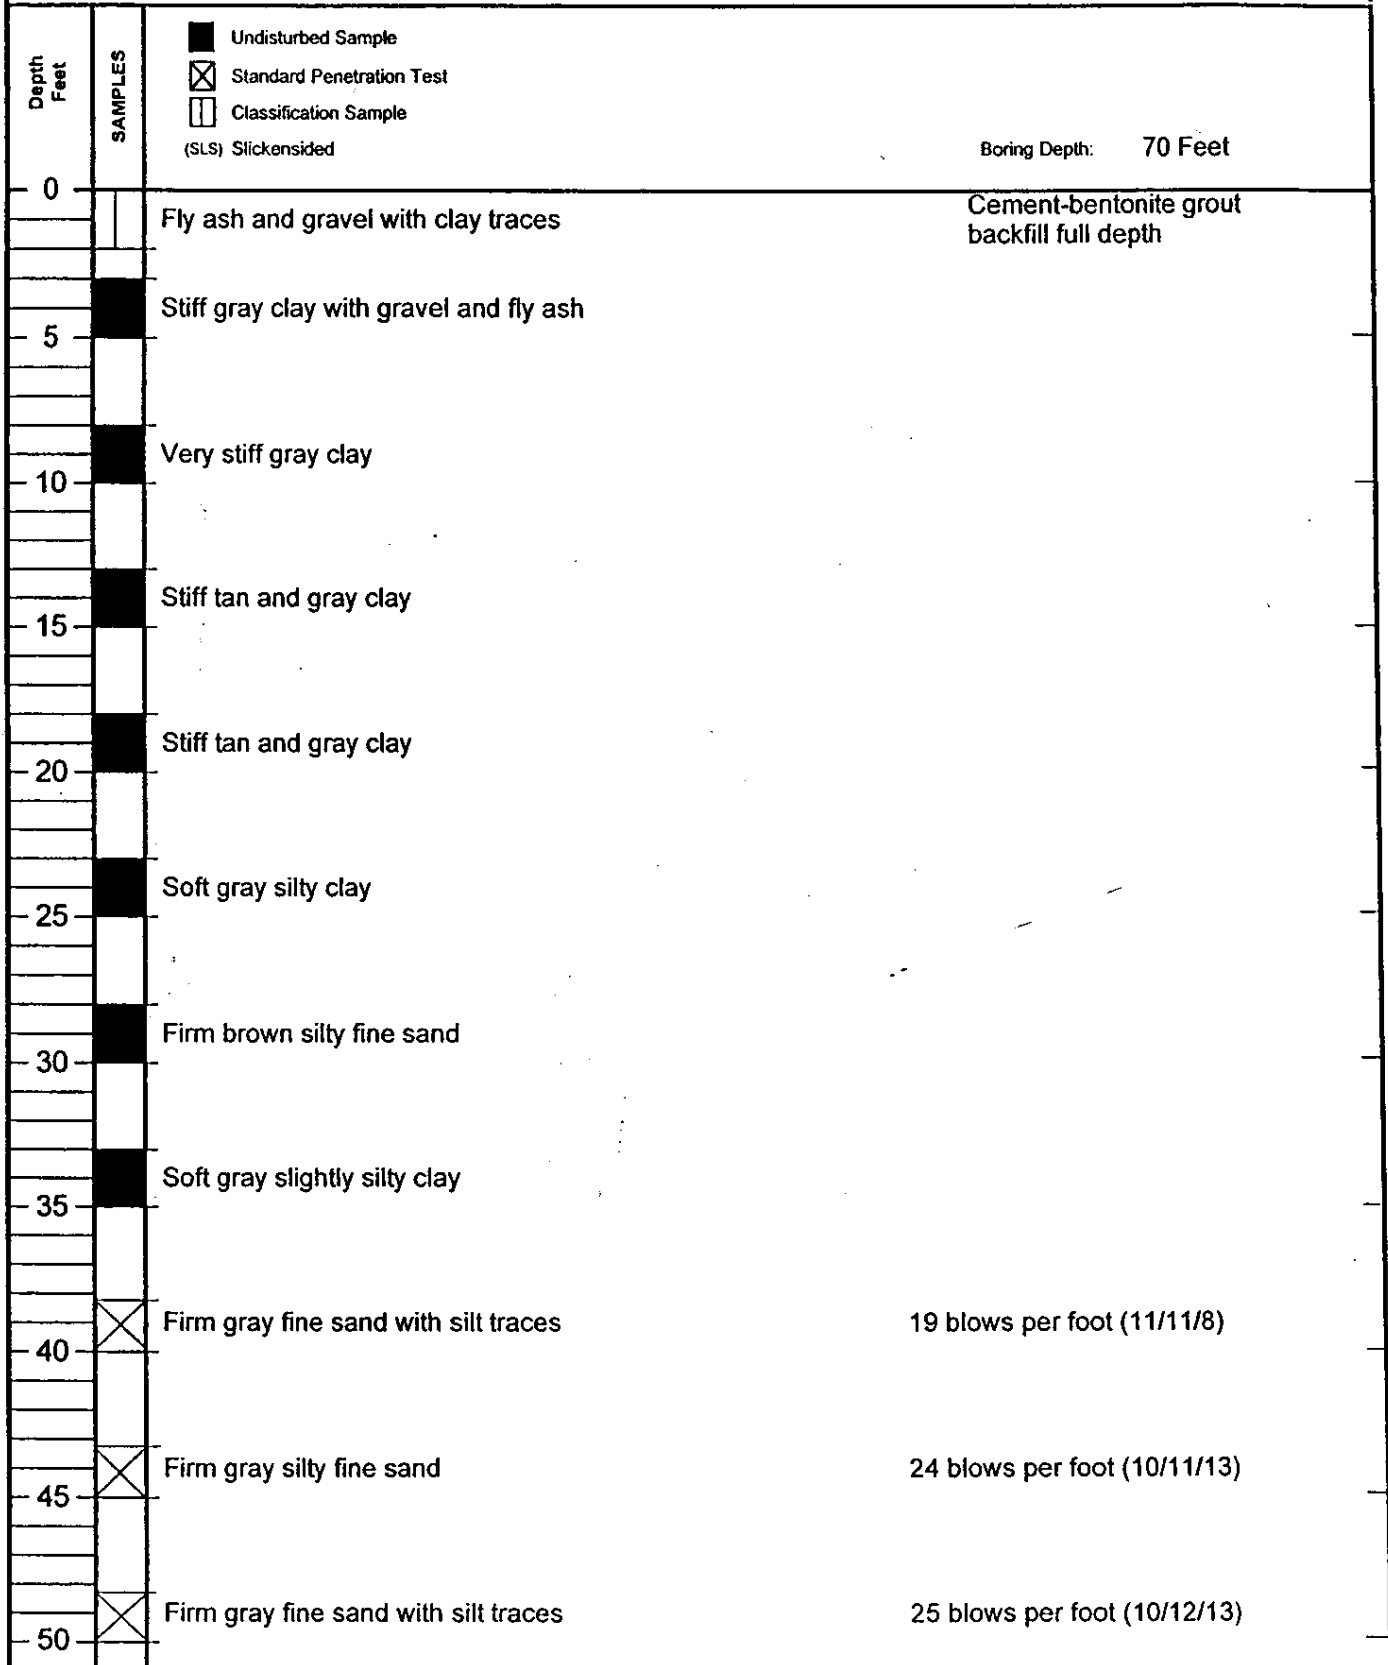 Depth
Feet
SAMPLES
Undisturbed Sample
Standard Penetration Test
Classification Sample
(SLS) Slickensided
Boring Depth: 70 Feet
0
Fly ash and gravel with clay traces
Cement-bentonite grout
backfill full depth
Stiff gray clay with gravel and fly ash
5
Very stiff gray clay
10
Stiff tan and gray clay
15
Stiff tan and gray clay
20
Soft gray silty clay
25
Firm brown silty fine sand
30
Soft gray slightly silty clay
35
Firm gray fine sand with silt traces 19 blows per foot (11/11/8)
40
Firm gray silty fine sand 24 blows per foot (10/11/13)
45
Firm gray fine sand with silt traces 25 blows per foot (10/12/13)
50